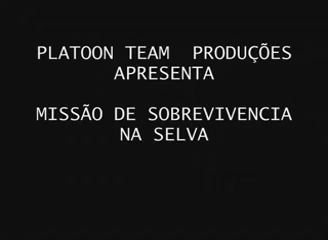 PLATOON TEAM PRODUÇÕES
APRESENTA
MISSÃO DE SOBREVIVENCIA
NA SELVA